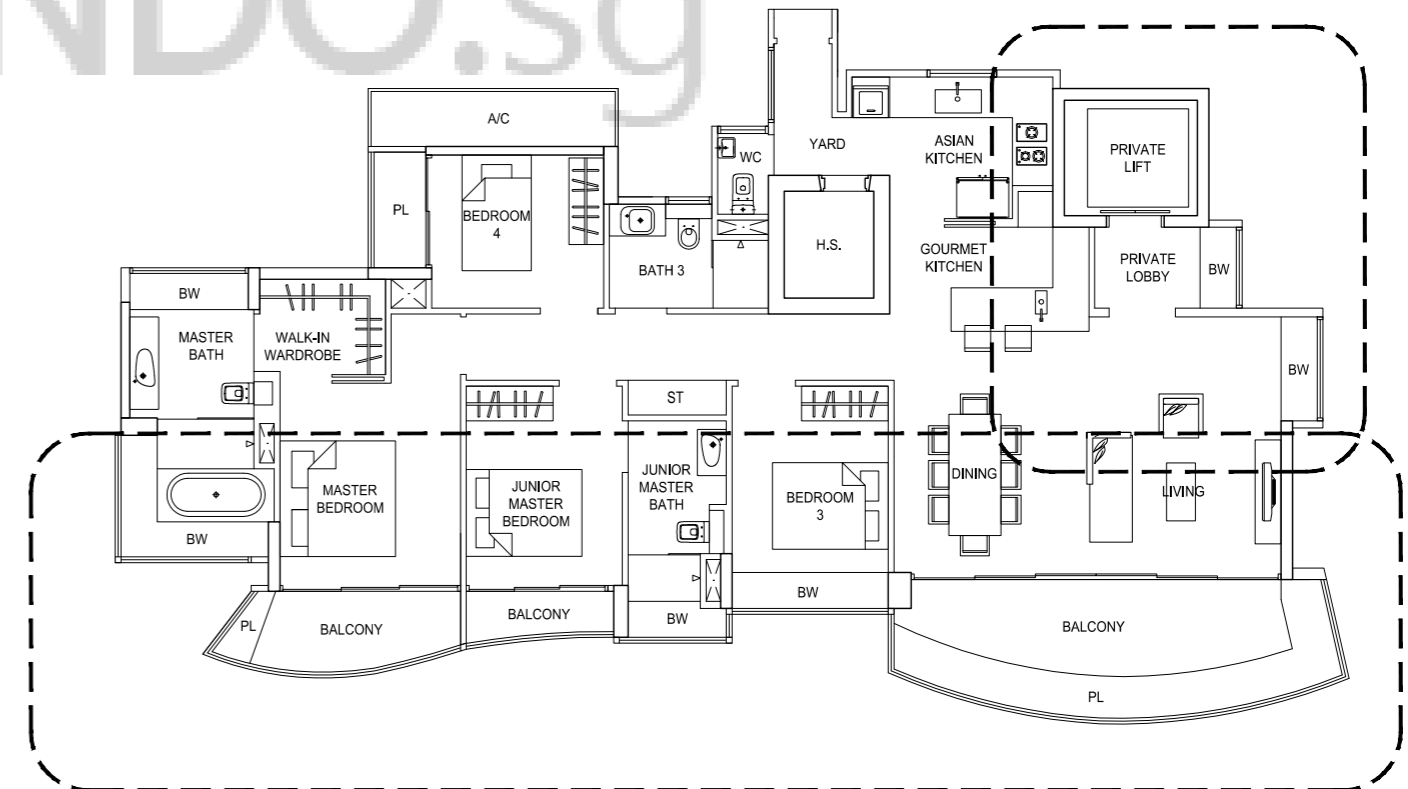 NDO.sg
A/C
YARD
ASIAN
KITCHEN
PRIVATE
LIFT
WC
PL
BEDROOM
4
H.S.
BATH 3
GOURMET
KITCHEN
PRIVATE
LOBBY
BW
BW
MASTER
BATH
WALK-IN
WARDROBE
BW
ST
MASTER
BEDROOM
JUNIOR
MASTER
BEDROOM
JUNIOR
MASTER
BATH
BEDROOM
3
DINING
LIVING
BW
BW
BW
PL
BALCONY
BALCONY
BALCONY
PL